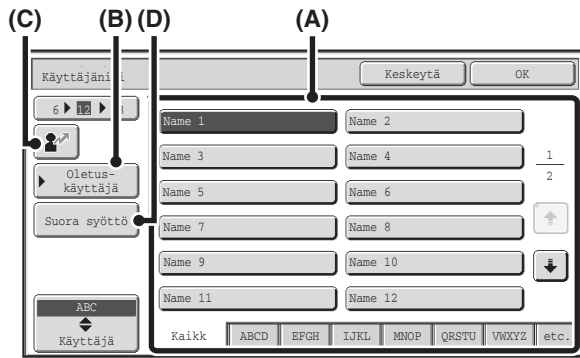 (C) (B) (D) (A)
Keskeytä OK
6 12
Name 1 Name 2
Name 3 Name 4 1
Oletus- 2
käyttäjä
Name 5 Name 6
Suora syöttö
Name 7 Name 8
Name 9 Name 10
Name 11 Name 12
ABC
Käyttäjä
Kaikk ABCD EFGH IJKL MNOP QRSTU VWXYZ etc.